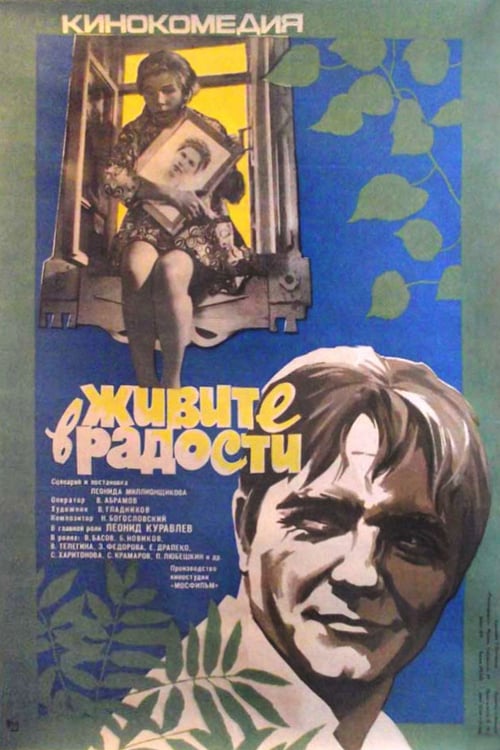 КИНОКОМЕДИЯ
живите
в радости
Сценарий и постановка
ЛЕОНИДА МИЛЛИОНЩИКОВА
Оператор В. АБРАМОВ
Художник В. ГЛАДНИКОВ
Композитор Н. БОГОСЛОВСКИЙ
В главной роли ЛЕОНИД КУРАВЛЕВ
В ролях: В. БАСОВ, Б. НОВИКОВ,
В. ТЕЛЕГИНА, З. ФЕДОРОВА, Е. ДРАПЕКО,
С. ХАРИТОНОВА, С. КРАМАРОВ, П. ЛЮБЕШКИН и др.
Производство
киностудии
«МОСФИЛЬМ»